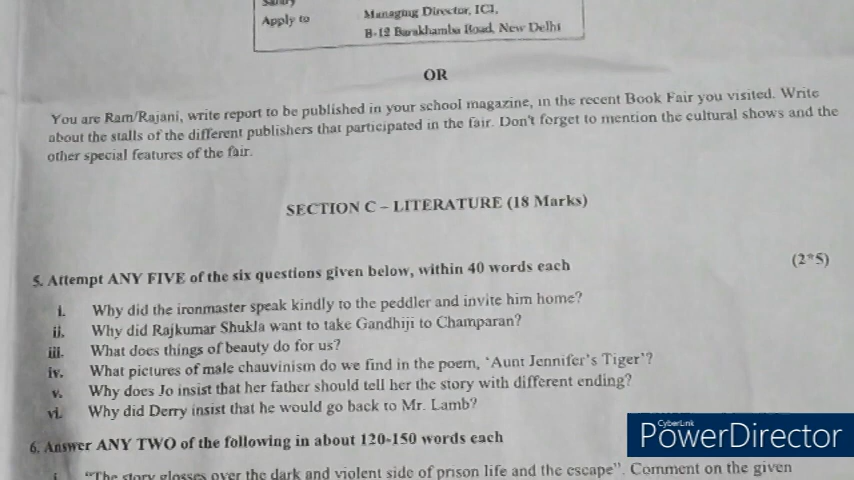 Salary
Apply to
Managing Director, ICI,
B-12 Barakhamba Road, New Delhi
OR
You are Ram/Rajani, write report to be published in your school magazine, in the recent Book Fair you visited. Write
about the stalls of the different publishers that participated in the fair. Don't forget to mention the cultural shows and the
other special features of the fair.
SECTION C – LITERATURE (18 Marks)
5. Attempt ANY FIVE of the six questions given below, within 40 words each (2*5)
i. Why did the ironmaster speak kindly to the peddler and invite him home?
ii. Why did Rajkumar Shukla want to take Gandhiji to Champaran?
iii. What does things of beauty do for us?
iv. What pictures of male chauvinism do we find in the poem, 'Aunt Jennifer's Tiger'?
v. Why does Jo insist that her father should tell her the story with different ending?
vi. Why did Derry insist that he would go back to Mr. Lamb?
6. Answer ANY TWO of the following in about 120-150 words each
i. "The story glosses over the dark and violent side of prison life and the escape". Comment on the given
CyberLink
PowerDirector